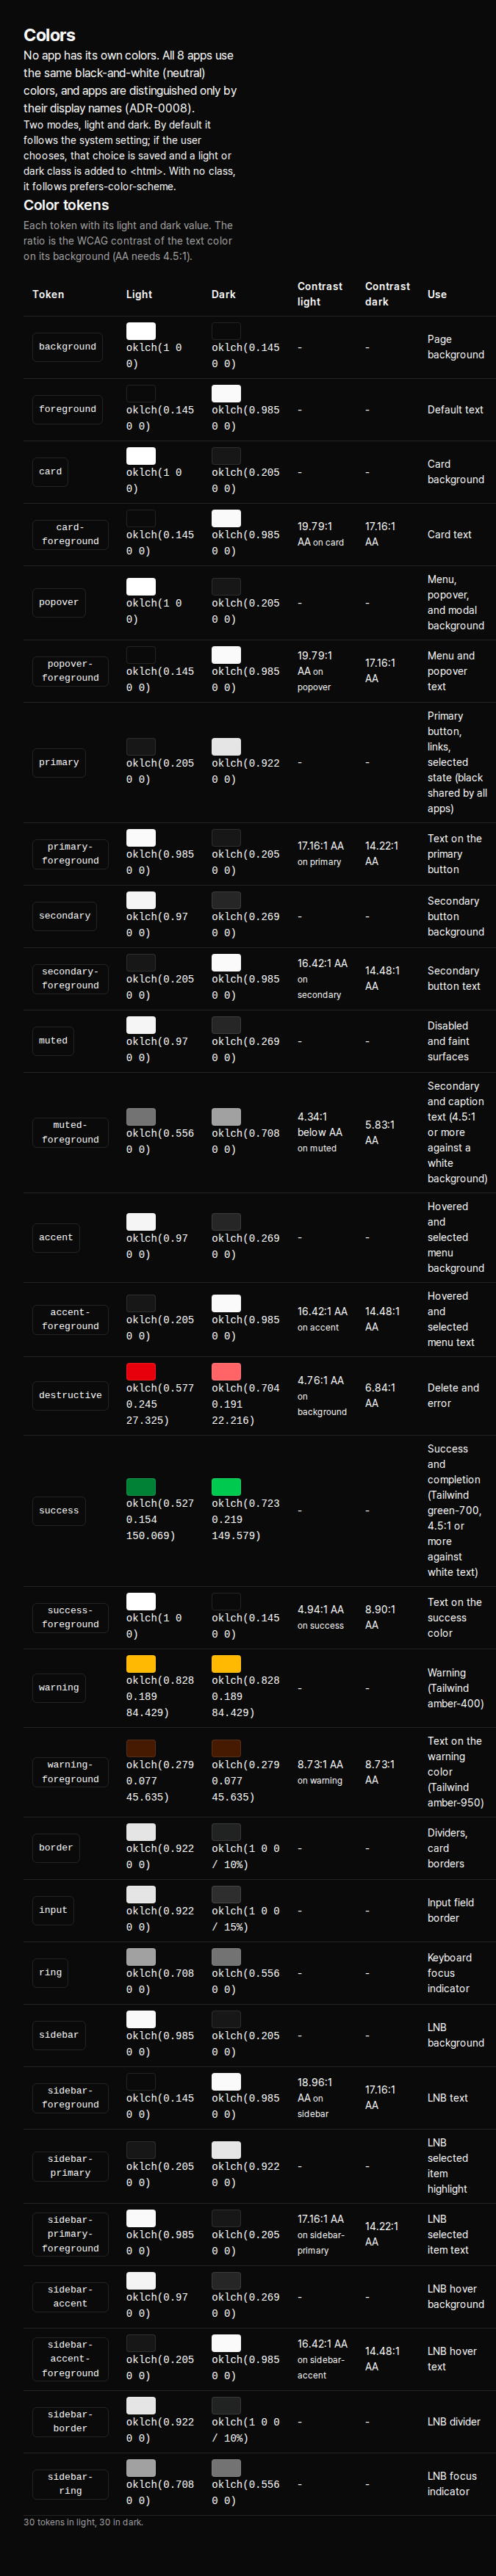 Colors
No app has its own colors. All 8 apps use
the same black-and-white (neutral)
colors, and apps are distinguished only by
their display names (ADR-0008).
Two modes, light and dark. By default it
follows the system setting; if the user
chooses, that choice is saved and a light or
dark class is added to <html>. With no class,
it follows prefers-color-scheme.
Color tokens
Each token with its light and dark value. The
ratio is the WCAG contrast of the text color
on its background (AA needs 4.5:1).
Token Light Dark Contrast light Contrast dark Use
background oklch(1 0 0) oklch(0.145 0 0) - - Page background
foreground oklch(0.145 0 0) oklch(0.985 0 0) - - Default text
card oklch(1 0 0) oklch(0.205 0 0) - - Card background
card-foreground oklch(0.145 0 0) oklch(0.985 0 0) 19.79:1 AA on card 17.16:1 AA Card text
popover oklch(1 0 0) oklch(0.205 0 0) - - Menu, popover, and modal background
popover-foreground oklch(0.145 0 0) oklch(0.985 0 0) 19.79:1 AA on popover 17.16:1 AA Menu and popover text
primary oklch(0.205 0 0) oklch(0.922 0 0) - - Primary button, links, selected state (black shared by all apps)
primary-foreground oklch(0.985 0 0) oklch(0.205 0 0) 17.16:1 AA on primary 14.22:1 AA Text on the primary button
secondary oklch(0.97 0 0) oklch(0.269 0 0) - - Secondary button background
secondary-foreground oklch(0.205 0 0) oklch(0.985 0 0) 16.42:1 AA on secondary 14.48:1 AA Secondary button text
muted oklch(0.97 0 0) oklch(0.269 0 0) - - Disabled and faint surfaces
muted-foreground oklch(0.556 0 0) oklch(0.708 0 0) 4.34:1 below AA on muted 5.83:1 AA Secondary and caption text (4.5:1 or more against a white background)
accent oklch(0.97 0 0) oklch(0.269 0 0) - - Hovered and selected menu background
accent-foreground oklch(0.205 0 0) oklch(0.985 0 0) 16.42:1 AA on accent 14.48:1 AA Hovered and selected menu text
destructive oklch(0.577 0.245 27.325) oklch(0.704 0.191 22.216) 4.76:1 AA on background 6.84:1 AA Delete and error
success oklch(0.527 0.154 150.069) oklch(0.723 0.219 149.579) - - Success and completion (Tailwind green-700, 4.5:1 or more against white text)
success-foreground oklch(1 0 0) oklch(0.145 0 0) 4.94:1 AA on success 8.90:1 AA Text on the success color
warning oklch(0.828 0.189 84.429) oklch(0.828 0.189 84.429) - - Warning (Tailwind amber-400)
warning-foreground oklch(0.279 0.077 45.635) oklch(0.279 0.077 45.635) 8.73:1 AA on warning 8.73:1 AA Text on the warning color (Tailwind amber-950)
border oklch(0.922 0 0) oklch(1 0 0 / 10%) - - Dividers, card borders
input oklch(0.922 0 0) oklch(1 0 0 / 15%) - - Input field border
ring oklch(0.708 0 0) oklch(0.556 0 0) - - Keyboard focus indicator
sidebar oklch(0.985 0 0) oklch(0.205 0 0) - - LNB background
sidebar-foreground oklch(0.145 0 0) oklch(0.985 0 0) 18.96:1 AA on sidebar 17.16:1 AA LNB text
sidebar-primary oklch(0.205 0 0) oklch(0.922 0 0) - - LNB selected item highlight
sidebar-primary-foreground oklch(0.985 0 0) oklch(0.205 0 0) 17.16:1 AA on sidebar-primary 14.22:1 AA LNB selected item text
sidebar-accent oklch(0.97 0 0) oklch(0.269 0 0) - - LNB hover background
sidebar-accent-foreground oklch(0.205 0 0) oklch(0.985 0 0) 16.42:1 AA on sidebar-accent 14.48:1 AA LNB hover text
sidebar-border oklch(0.922 0 0) oklch(1 0 0 / 10%) - - LNB divider
sidebar-ring oklch(0.708 0 0) oklch(0.556 0 0) - - LNB focus indicator
30 tokens in light, 30 in dark.